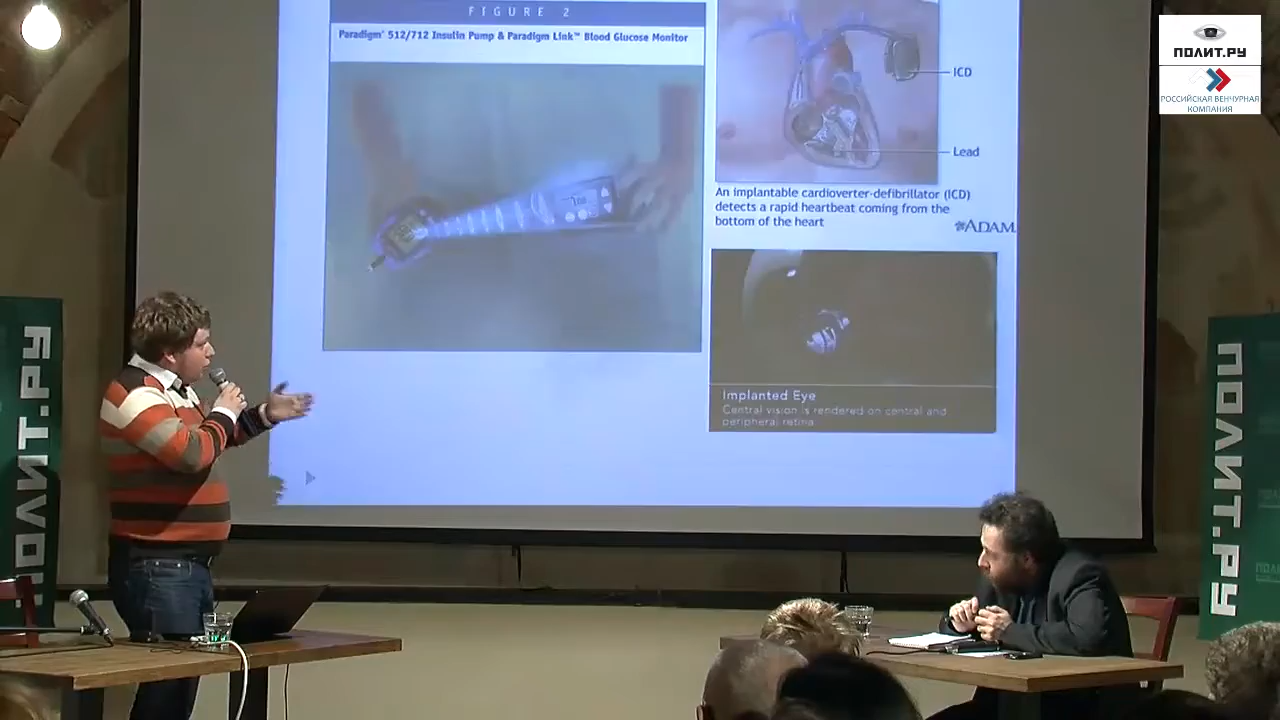 FIGURE 2
Paradigm® 512/712 Insulin Pump & Paradigm Link™ Blood Glucose Monitor
ICD
Lead
An implantable cardioverter-defibrillator (ICD)
detects a rapid heartbeat coming from the
bottom of the heart
ADAM
Implanted Eye
Central vision is rendered on central and
peripheral retina
ПОЛИТ.РУ
РОССИЙСКАЯ ВЕНЧУРНАЯ
КОМПАНИЯ
ПОЛИТ.РУ
ПОЛИТ.РУ